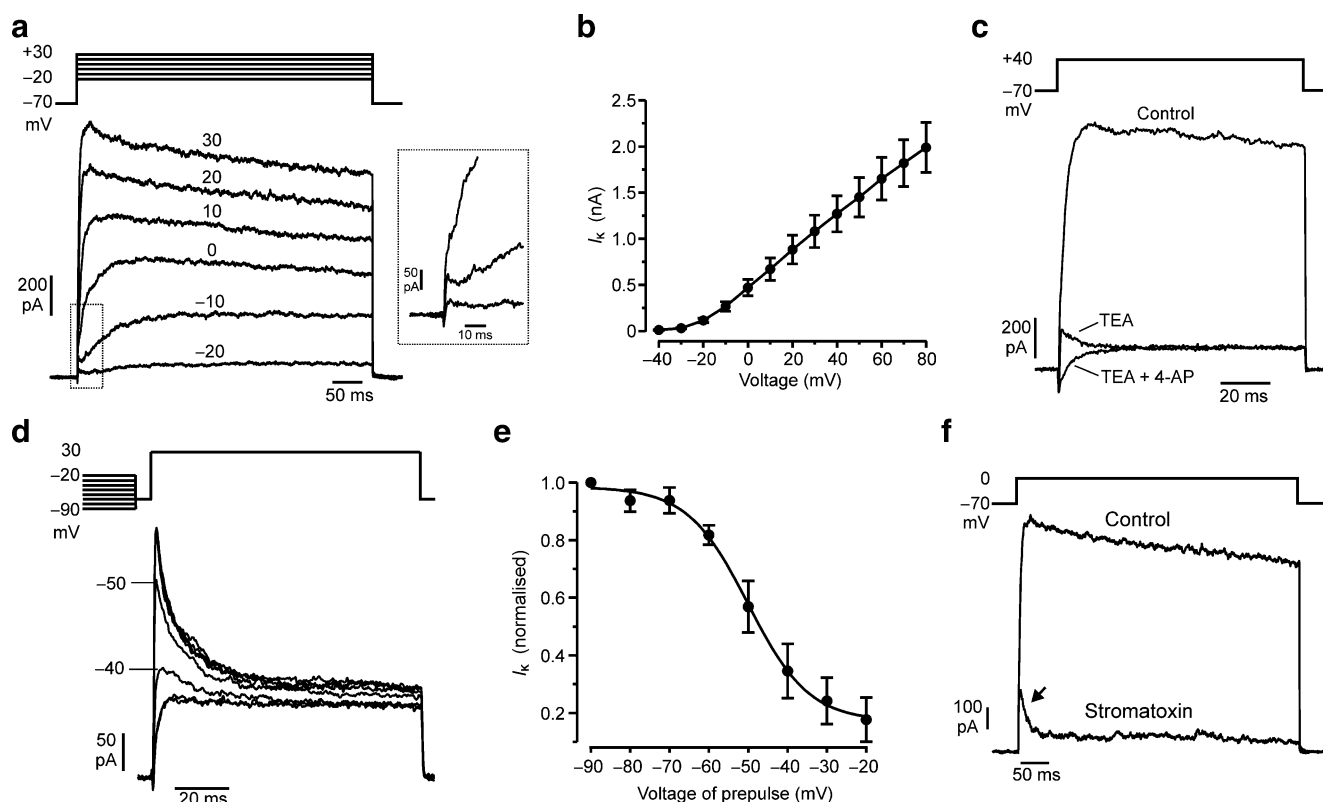 a
+30
−20
−70
mV
30
20
10
0
−10
−20
200
pA
50 ms
50
pA
10 ms
b
2.5
2.0
1.5
1.0
0.5
0
Iκ (nA)
−40 −20 0 20 40 60 80
Voltage (mV)
c
+40
−70
mV
Control
200
pA
TEA
TEA + 4-AP
20 ms
d
30
−20
−90
mV
−50
−40
50
pA
20 ms
e
1.0
0.8
0.6
0.4
0.2
Iκ (normalised)
−90 −80 −70 −60 −50 −40 −30 −20
Voltage of prepulse (mV)
f
0
−70
mV
Control
100
pA
Stromatoxin
50 ms